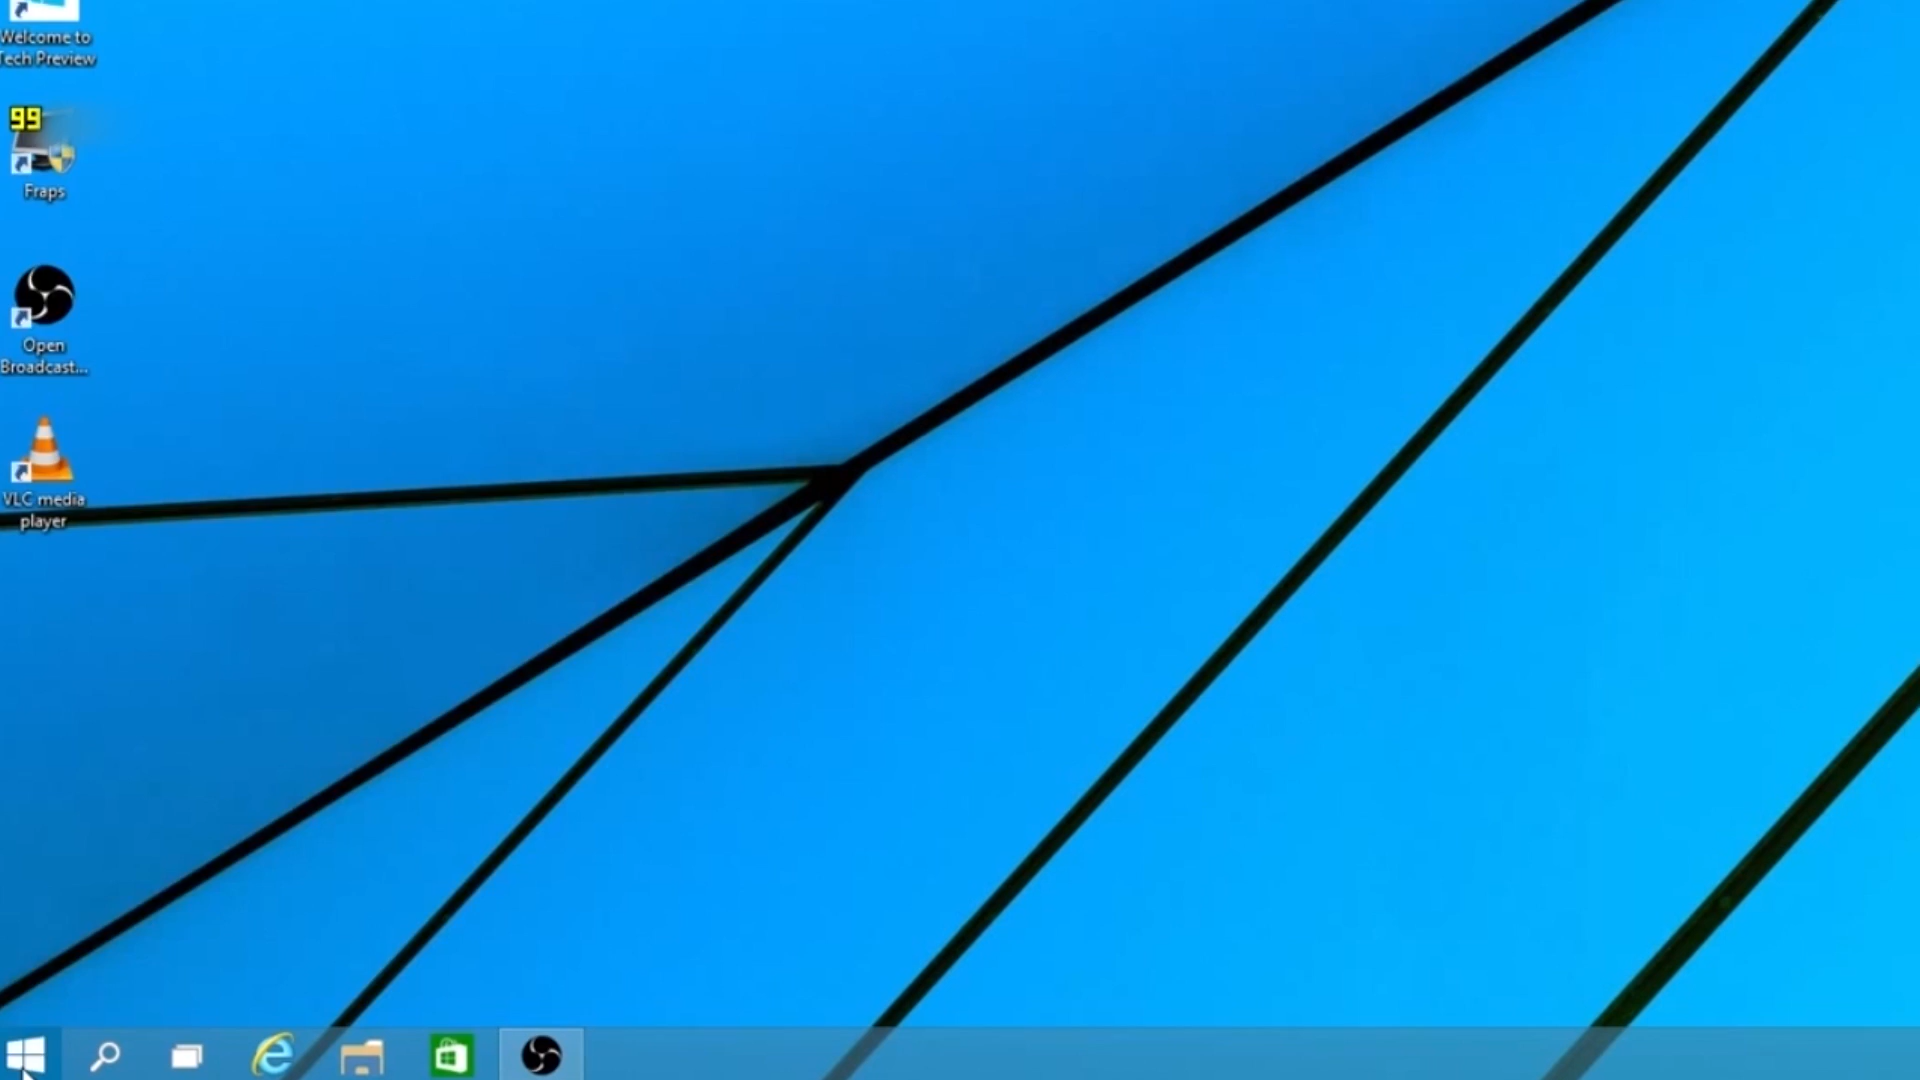 Welcome to
Tech Preview
99
Fraps
Open
Broadcast...
VLC media
player